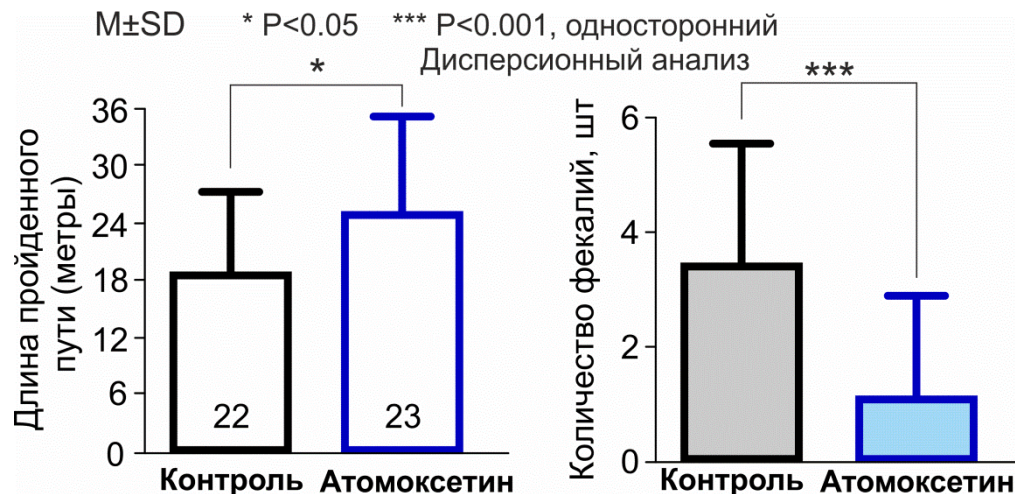 M±SD * P<0.05 *** P<0.001, односторонний
Дисперсионный анализ
*
***
Длина пройденного
пути (метры)
36
30
24
18
12
6
0
22
23
Контроль Атомоксетин
Количество фекалий, шт
6
4
2
0
Контроль Атомоксетин